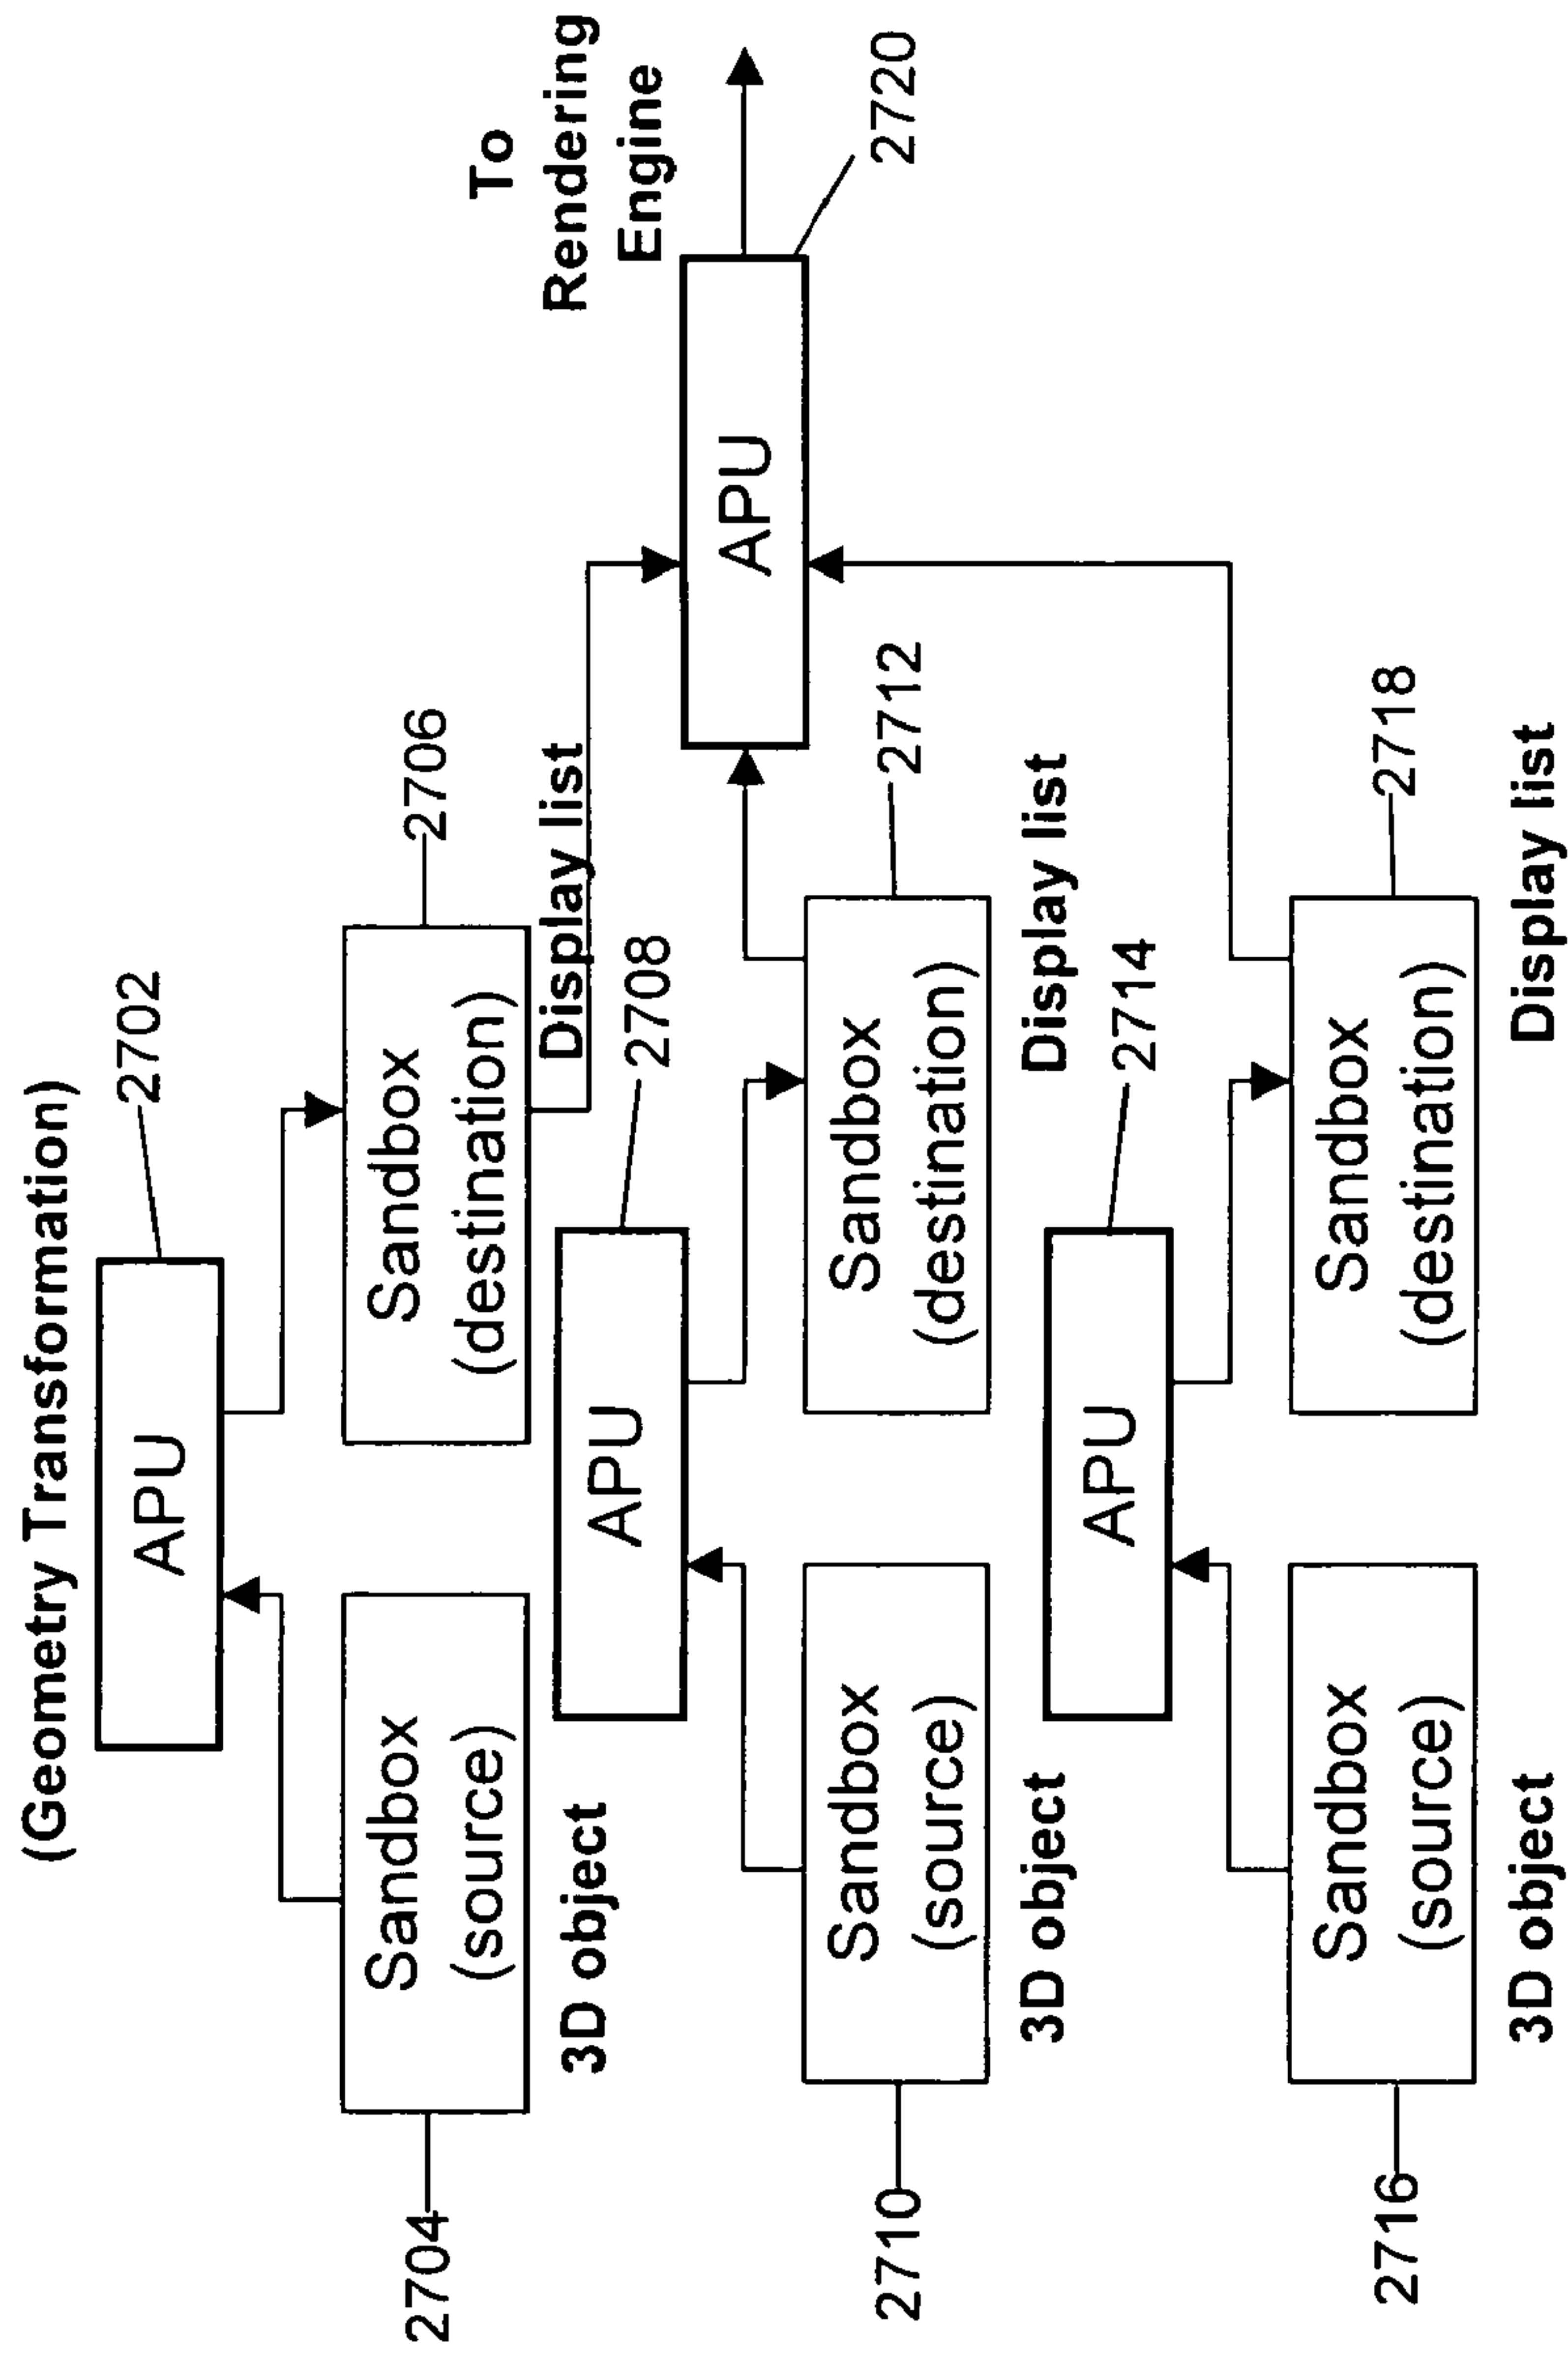 (Geometry Transformation)
APU
2702
2704
Sandbox
(source)
3D object
Sandbox
(destination)
2706
Display list
APU
2708
2710
Sandbox
(source)
3D object
Sandbox
(destination)
2712
Display list
APU
2714
2716
Sandbox
(source)
3D object
Sandbox
(destination)
2718
Display list
APU
2720
To
Rendering
Engine